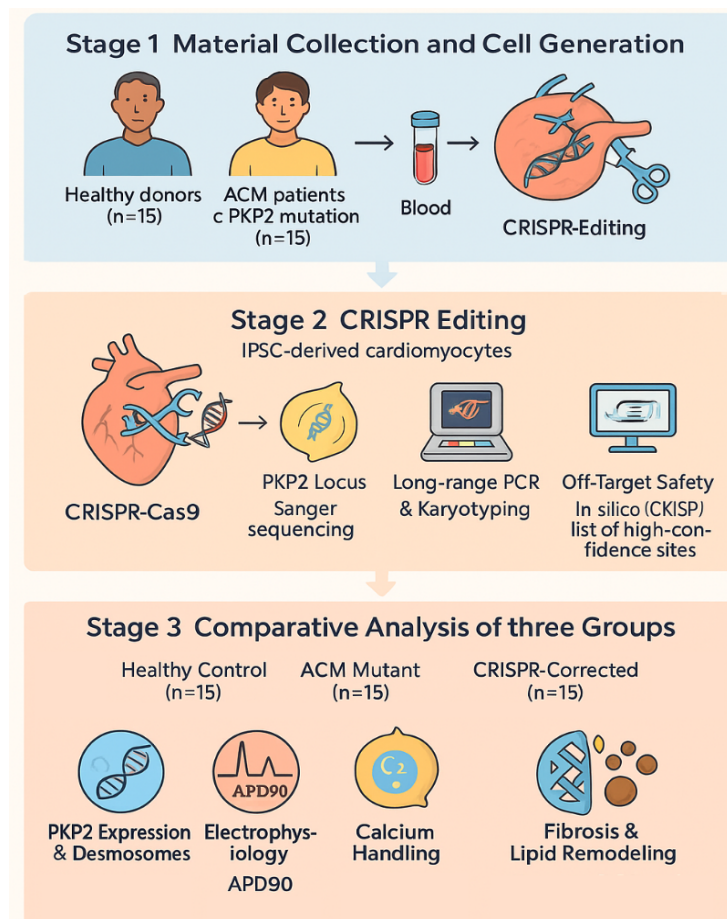 Stage 1 Material Collection and Cell Generation
Healthy donors
(n=15)
ACM patients
c PKP2 mutation
(n=15)
Blood
CRISPR-Editing
Stage 2 CRISPR Editing
IPSC-derived cardiomyocytes
CRISPR-Cas9
PKP2 Locus
Sanger
sequencing
Long-range PCR
& Karyotyping
Off-Target Safety
In silico (CKISP)
list of high-con-
fidence sites
Stage 3 Comparative Analysis of three Groups
Healthy Control
(n=15)
ACM Mutant
(n=15)
CRISPR-Corrected
(n=15)
APD90
C2
PKP2 Expression
& Desmosomes
Electrophys-
iology
APD90
Calcium
Handling
Fibrosis &
Lipid Remodeling